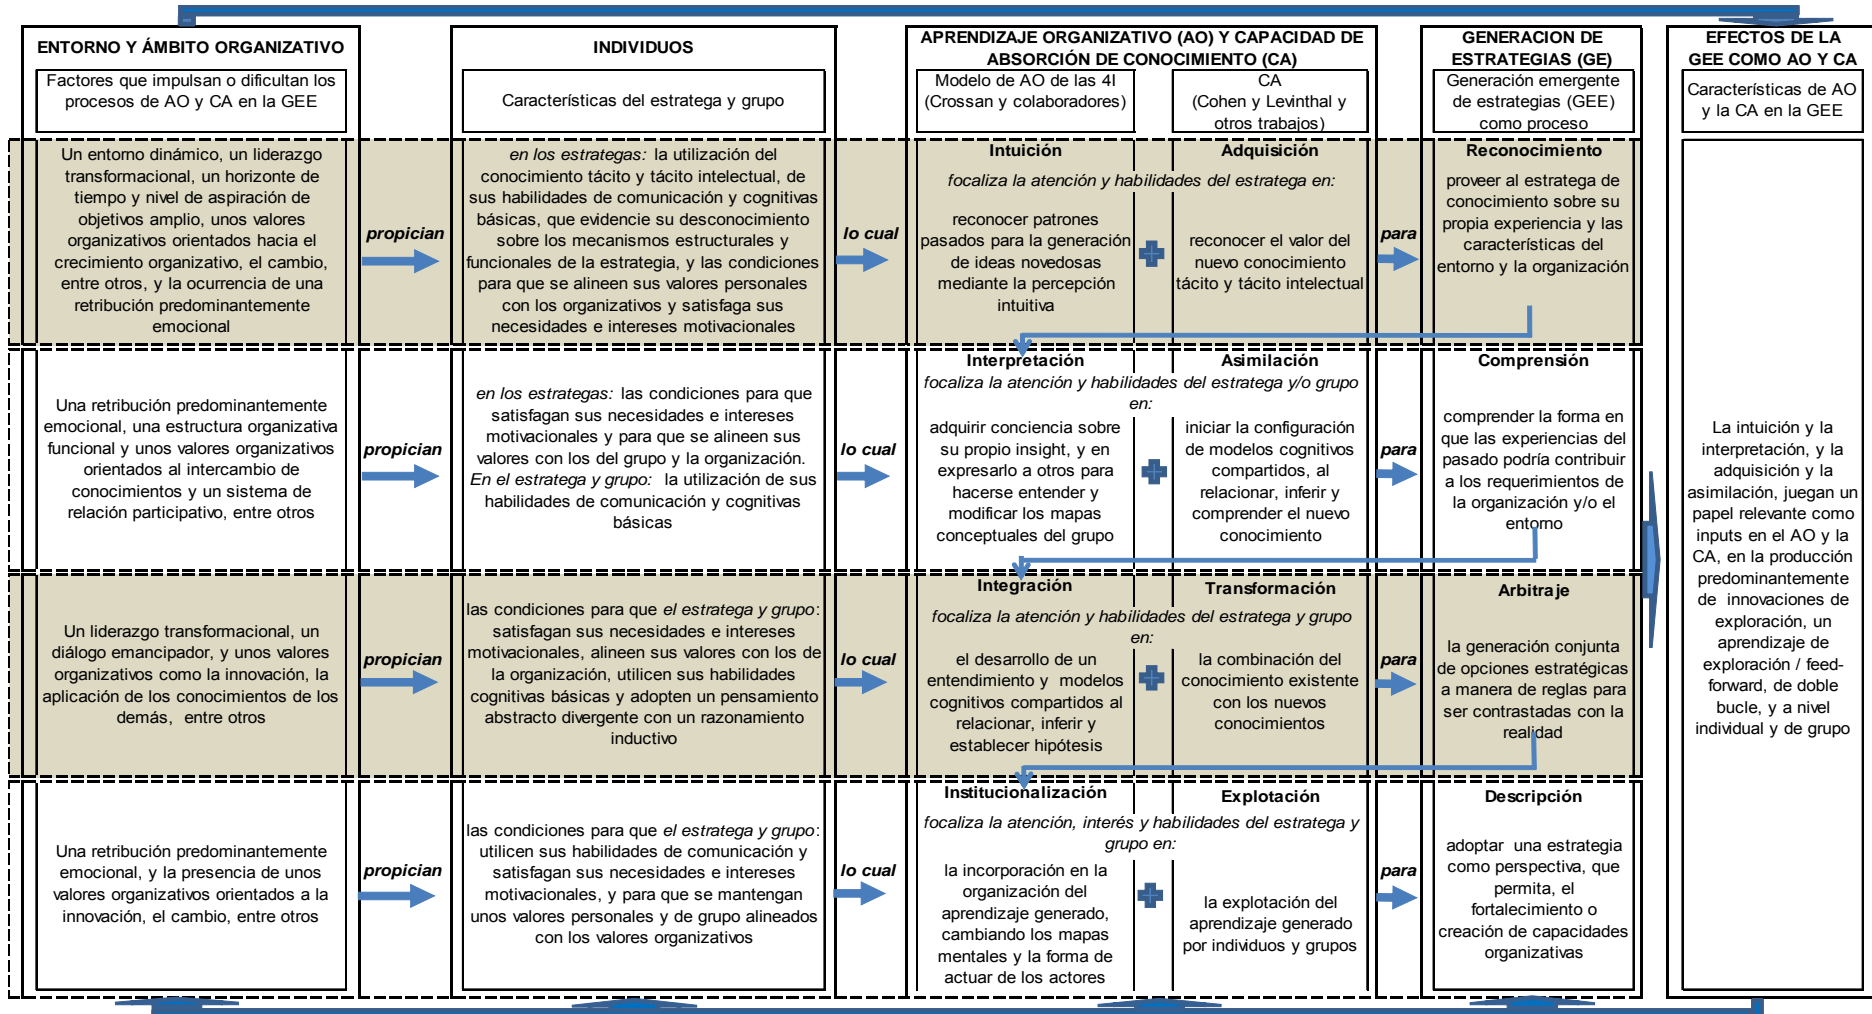 ENTORNO Y ÁMBITO ORGANIZATIVO
Factores que impulsan o dificultan los
procesos de AO y CA en la GEE
INDIVIDUOS
Características del estratega y grupo
APRENDIZAJE ORGANIZATIVO (AO) Y CAPACIDAD DE
ABSORCIÓN DE CONOCIMIENTO (CA)
Modelo de AO de las 4I
(Crossan y colaboradores)
CA
(Cohen y Levinthal y
otros trabajos)
GENERACION DE
ESTRATEGIAS (GE)
Generación emergente
de estrategias (GEE)
como proceso
EFECTOS DE LA
GEE COMO AO Y CA
Características de AO
y la CA en la GEE
Un entorno dinámico, un liderazgo
transformacional, un horizonte de
tiempo y nivel de aspiración de
objetivos amplio, unos valores
organizativos orientados hacia el
crecimiento organizativo, el cambio,
entre otros, y la ocurrencia de una
retribución predominantemente
emocional
propician
en los estrategas: la utilización del
conocimiento tácito y tácito intelectual, de
sus habilidades de comunicación y cognitivas
básicas, que evidencie su desconocimiento
sobre los mecanismos estructurales y
funcionales de la estrategia, y las condiciones
para que se alineen sus valores personales
con los organizativos y satisfaga sus
necesidades e intereses motivacionales
lo cual
Intuición
Adquisición
focaliza la atención y habilidades del estratega en:
reconocer patrones
pasados para la generación
de ideas novedosas
mediante la percepción
intuitiva
reconocer el valor del
nuevo conocimiento
tácito y tácito intelectual
para
Reconocimiento
proveer al estratega de
conocimiento sobre su
propia experiencia y las
características del
entorno y la organización
Una retribución predominantemente
emocional, una estructura organizativa
funcional y unos valores organizativos
orientados al intercambio de
conocimientos y un sistema de
relación participativo, entre otros
propician
en los estrategas: las condiciones para que
satisfagan sus necesidades e intereses
motivacionales y para que se alineen sus
valores con los del grupo y la organización.
En el estratega y grupo: la utilización de sus
habilidades de comunicación y cognitivas
básicas
lo cual
Interpretación
Asimilación
focaliza la atención y habilidades del estratega y/o grupo
en:
adquirir conciencia sobre
su propio insight, y en
expresarlo a otros para
hacerse entender y
modificar los mapas
conceptuales del grupo
iniciar la configuración
de modelos cognitivos
compartidos, al
relacionar, inferir y
comprender el nuevo
conocimiento
para
Comprensión
comprender la forma en
que las experiencias del
pasado podría contribuir
a los requerimientos de
la organización y/o el
entorno
Un liderazgo transformacional, un
diálogo emancipador, y unos valores
organizativos como la innovación, la
aplicación de los conocimientos de los
demás, entre otros
propician
las condiciones para que el estratega y grupo:
satisfagan sus necesidades e intereses
motivacionales, alineen sus valores con los de
la organización, utilicen sus habilidades
cognitivas básicas y adopten un pensamiento
abstracto divergente con un razonamiento
inductivo
lo cual
Integración
Transformación
focaliza la atención y habilidades del estratega y grupo
en:
el desarrollo de un
entendimiento y modelos
cognitivos compartidos al
relacionar, inferir y
establecer hipótesis
la combinación del
conocimiento existente
con los nuevos
conocimientos
para
Arbitraje
la generación conjunta
de opciones estratégicas
a manera de reglas para
ser contrastadas con la
realidad
Una retribución predominantemente
emocional, y la presencia de unos
valores organizativos orientados a la
innovación, el cambio, entre otros
propician
las condiciones para que el estratega y grupo:
utilicen sus habilidades de comunicación y
satisfagan sus necesidades e intereses
motivacionales, y para que se mantengan
unos valores personales y de grupo alineados
con los valores organizativos
lo cual
Institucionalización
Explotación
focaliza la atención, interés y habilidades del estratega y
grupo en:
la incorporación en la
organización del
aprendizaje generado,
cambiando los mapas
mentales y la forma de
actuar de los actores
la explotación del
aprendizaje generado
por individuos y grupos
para
Descripción
adoptar una estrategia
como perspectiva, que
permita, el
fortalecimiento o
creación de capacidades
organizativas
La intuición y la
interpretación, y la
adquisición y la
asimilación, juegan un
papel relevante como
inputs en el AO y la
CA, en la producción
predominantemente
de innovaciones de
exploración, un
aprendizaje de
exploración / feed-
forward, de doble
bucle, y a nivel
individual y de grupo